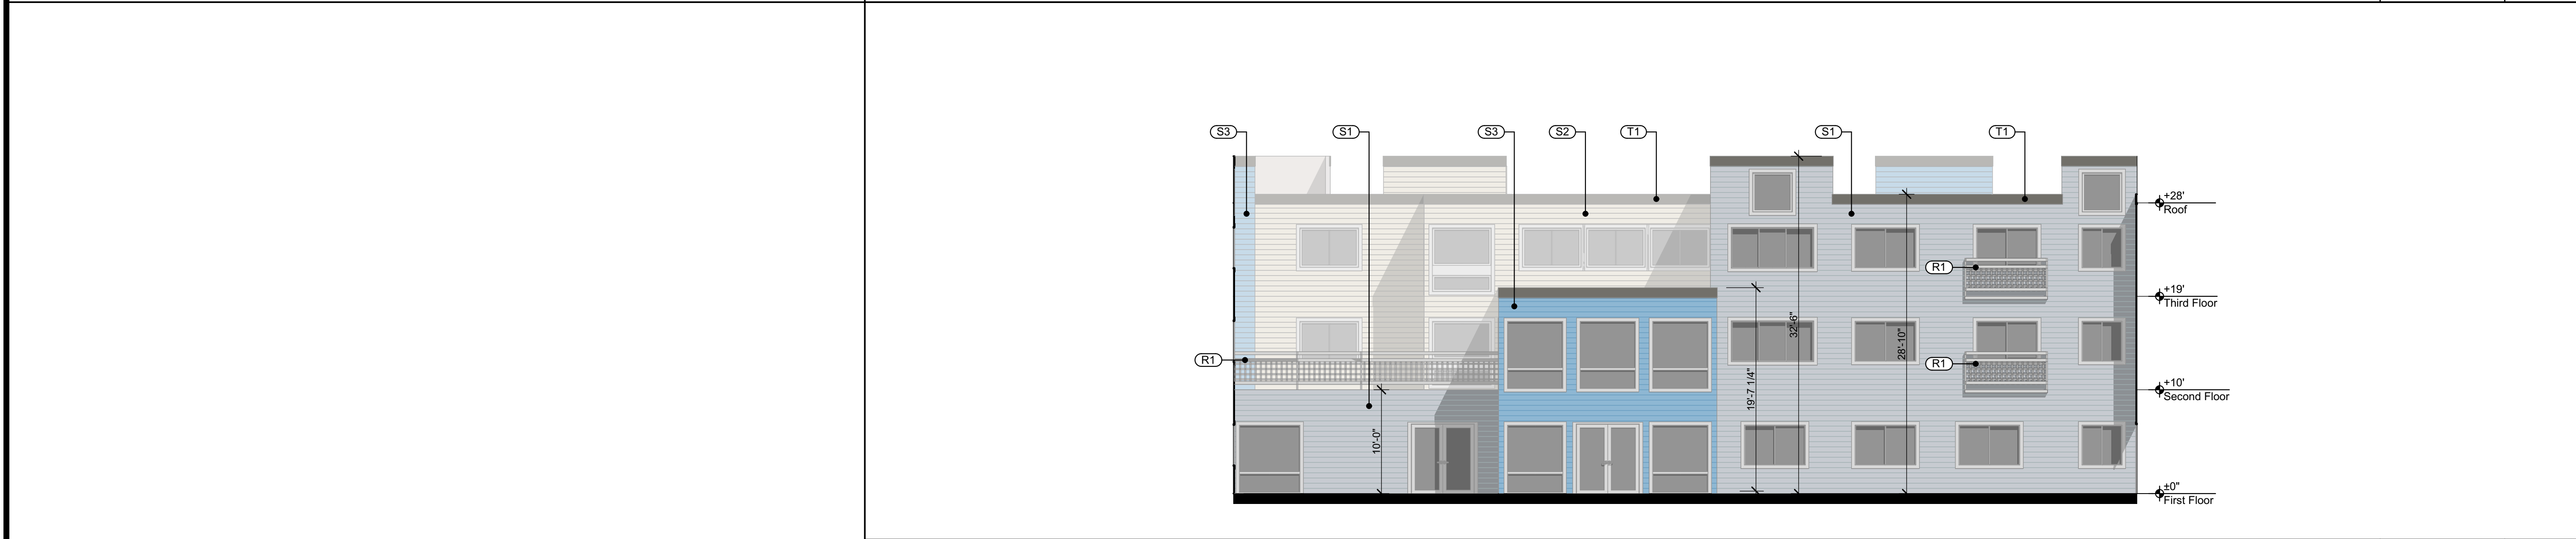 S3
S1
S3
S2
T1
S1
T1
+28'
Roof
R1
+19'
Third Floor
32'-6"
28'-10"
R1
R1
19'-7 1/4"
+10'
Second Floor
10'-0"
±0"
First Floor